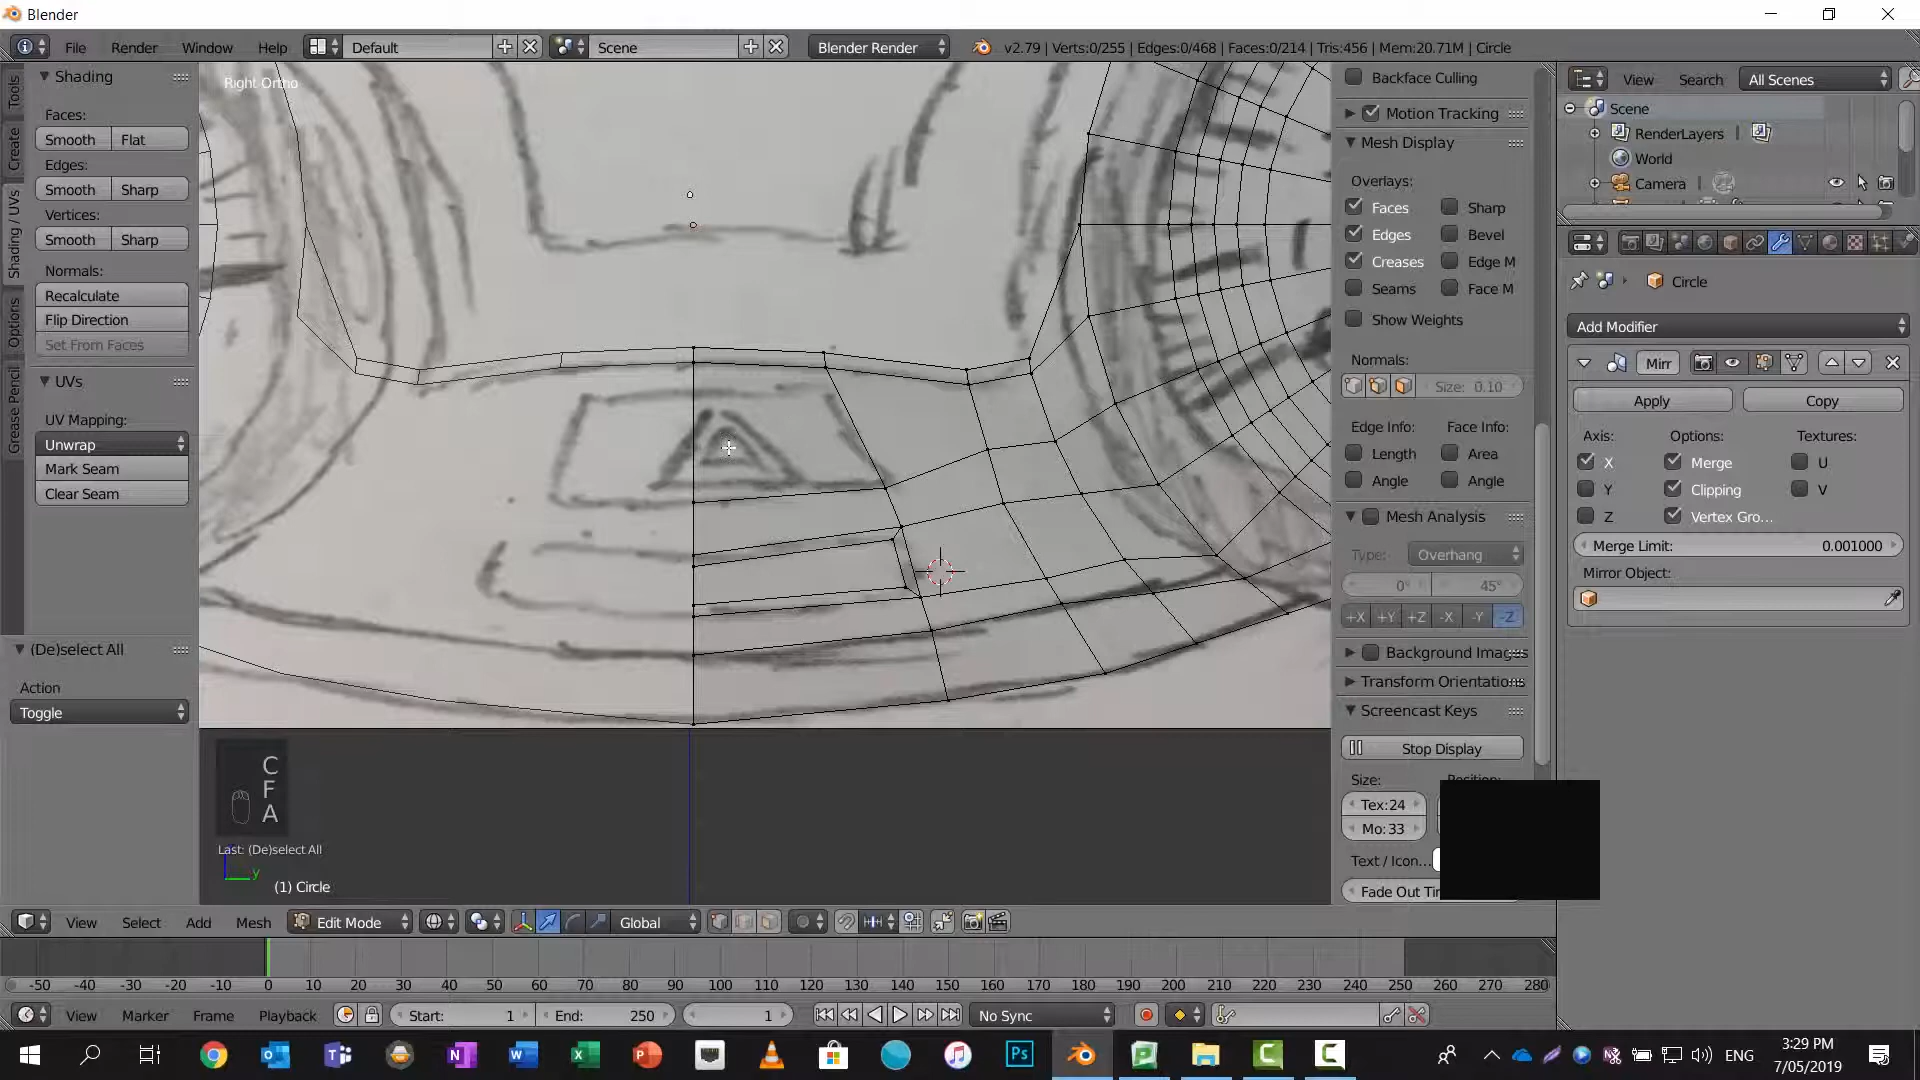 Blender
File Render Window Help Default Scene Blender Render v2.79 | Verts:0/255 | Edges:0/468 | Faces:0/214 | Tris:456 | Mem:20.71M | Circle
Tools
Create
Shading / UVs
Options
Grease Pencil
Shading
Faces:
Smooth Flat
Edges:
Smooth Sharp
Vertices:
Smooth Sharp
Normals:
Recalculate
Flip Direction
Set From Faces
UVs
UV Mapping:
Unwrap
Mark Seam
Clear Seam
(De)select All
Action
Toggle
Right Ortho
C
F
A
Last: (De)select All
y
(1) Circle
Backface Culling
Motion Tracking
Mesh Display
Overlays:
Faces Sharp
Edges Bevel
Creases Edge M
Seams Face M
Show Weights
Normals:
Size: 0.10
Edge Info: Face Info:
Length Area
Angle Angle
Mesh Analysis
Type: Overhang
0° 45°
+X +Y +Z -X -Y -Z
Background Images
Transform Orientations
Screencast Keys
Stop Display
Size:
Tex:24
Mo:33
Text / Icon...
Fade Out Tir
View Search All Scenes
Scene
RenderLayers
World
Camera
Circle
Add Modifier
Mirr
Apply Copy
Axis: Options: Textures:
X Merge U
Y Clipping V
Z Vertex Gro...
Merge Limit: 0.001000
Mirror Object:
View Select Add Mesh Edit Mode Global
-50 -40 -30 -20 -10 0 10 20 30 40 50 60 70 80 90 100 110 120 130 140 150 160 170 180 190 200 210 220 230 240 250 260 270 280
View Marker Frame Playback Start: 1 End: 250 1 No Sync
ENG
3:29 PM
7/05/2019